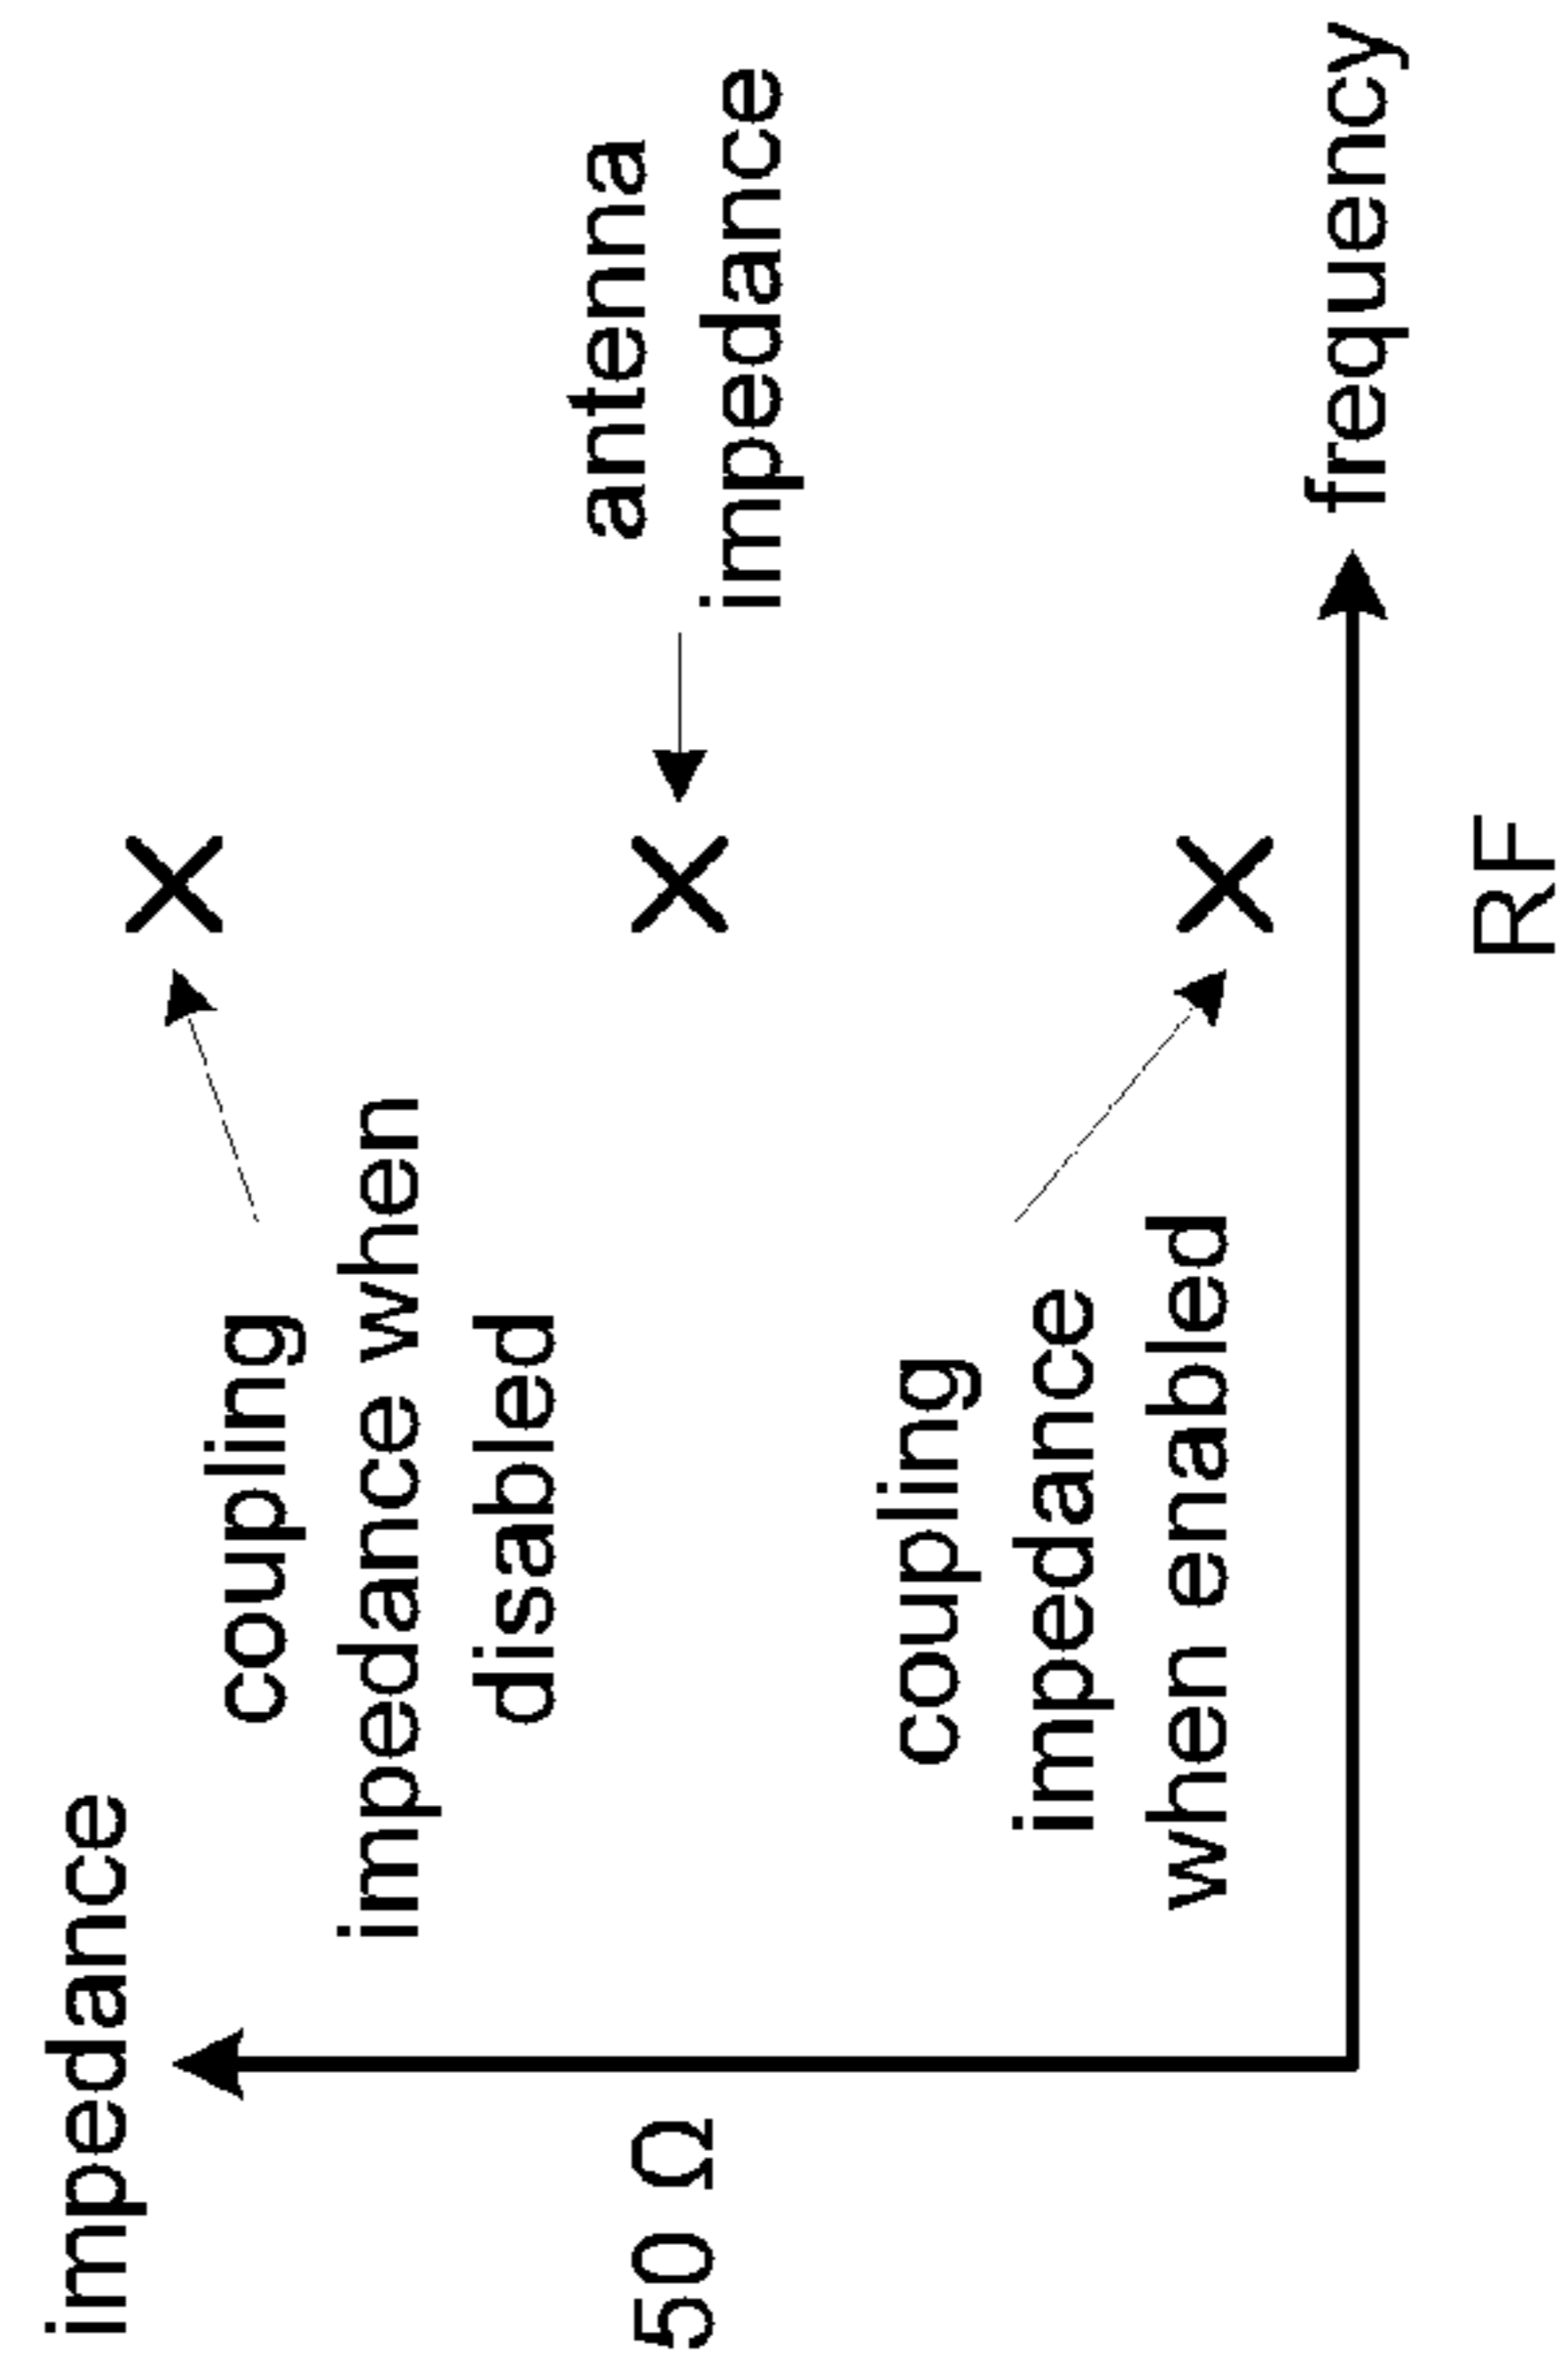 impedance
coupling
impedance when
disabled
50 Ω
antenna
impedance
coupling
impedance
when enabled
frequency
RF